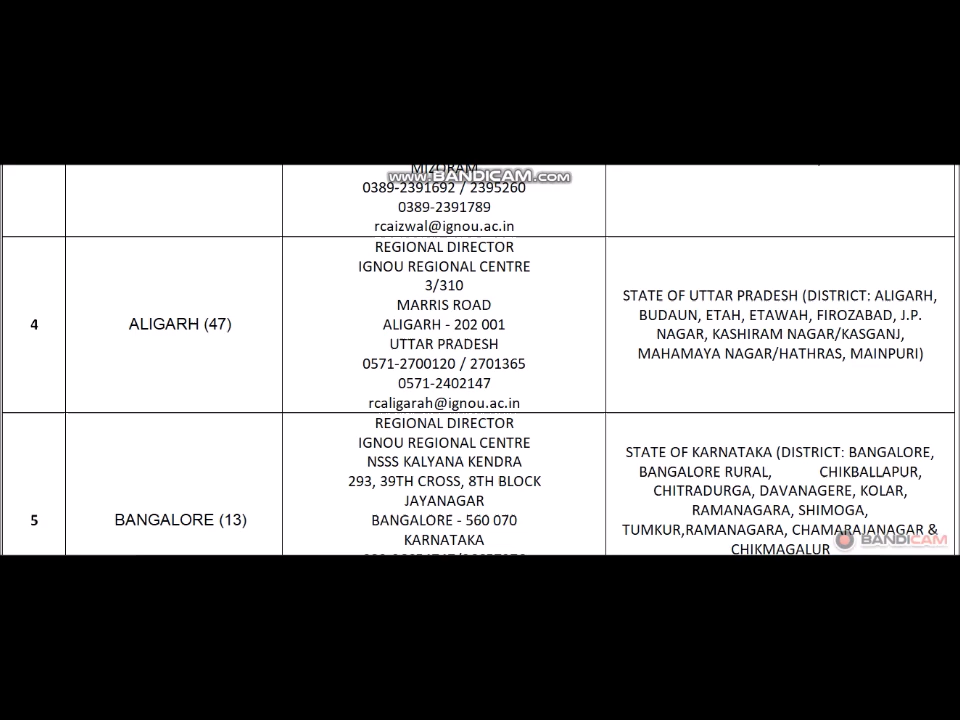 MIZORAM
www.BANDICAM.COM
0389-2391692 / 2395260
0389-2391789
rcaizwal@ignou.ac.in
4
ALIGARH (47)
REGIONAL DIRECTOR
IGNOU REGIONAL CENTRE
3/310
MARRIS ROAD
ALIGARH - 202 001
UTTAR PRADESH
0571-2700120 / 2701365
0571-2402147
rcaligarah@ignou.ac.in
STATE OF UTTAR PRADESH (DISTRICT: ALIGARH,
BUDAUN, ETAH, ETAWAH, FIROZABAD, J.P.
NAGAR, KASHIRAM NAGAR/KASGANJ,
MAHAMAYA NAGAR/HATHRAS, MAINPURI)
5
BANGALORE (13)
REGIONAL DIRECTOR
IGNOU REGIONAL CENTRE
NSSS KALYANA KENDRA
293, 39TH CROSS, 8TH BLOCK
JAYANAGAR
BANGALORE - 560 070
KARNATAKA
STATE OF KARNATAKA (DISTRICT: BANGALORE,
BANGALORE RURAL, CHIKBALLAPUR,
CHITRADURGA, DAVANAGERE, KOLAR,
RAMANAGARA, SHIMOGA,
TUMKUR,RAMANAGARA, CHAMARAJANAGAR &
CHIKMAGALUR
BANDICAM